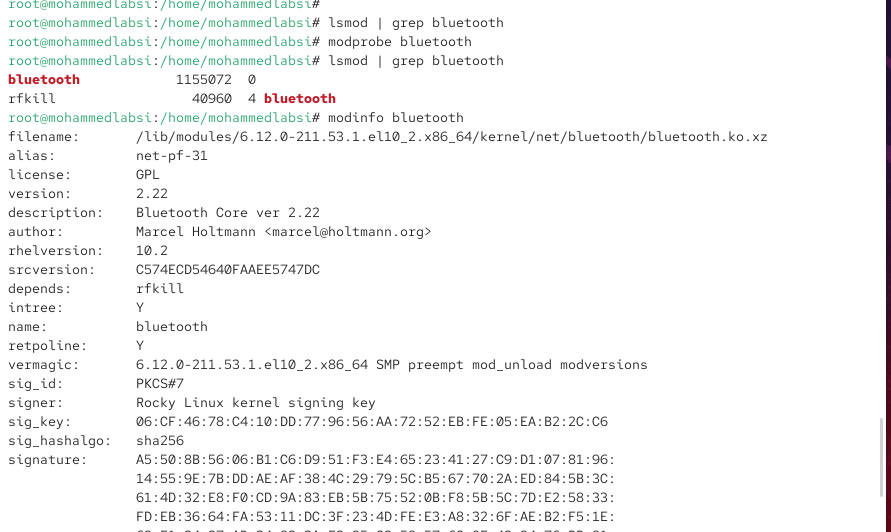 root@mohammedlabsi:/home/mohammedlabsi#
root@mohammedlabsi:/home/mohammedlabsi# lsmod | grep bluetooth
root@mohammedlabsi:/home/mohammedlabsi# modprobe bluetooth
root@mohammedlabsi:/home/mohammedlabsi# lsmod | grep bluetooth
bluetooth            1155072  0
rfkill                 40960  4 bluetooth
root@mohammedlabsi:/home/mohammedlabsi# modinfo bluetooth
filename:       /lib/modules/6.12.0-211.53.1.el10_2.x86_64/kernel/net/bluetooth/bluetooth.ko.xz
alias:          net-pf-31
license:        GPL
version:        2.22
description:    Bluetooth Core ver 2.22
author:         Marcel Holtmann <marcel@holtmann.org>
rhelversion:    10.2
srcversion:     C574ECD54640FAAEE5747DC
depends:        rfkill
intree:         Y
name:           bluetooth
retpoline:      Y
vermagic:       6.12.0-211.53.1.el10_2.x86_64 SMP preempt mod_unload modversions
sig_id:         PKCS#7
signer:         Rocky Linux kernel signing key
sig_key:        06:CF:46:78:C4:10:DD:77:96:56:AA:72:52:EB:FE:05:EA:B2:2C:C6
sig_hashalgo:   sha256
signature:      A5:50:8B:56:06:B1:C6:D9:51:F3:E4:65:23:41:27:C9:D1:07:81:96:
                14:55:9E:7B:DD:AE:AF:38:4C:29:79:5C:B5:67:70:2A:ED:84:5B:3C:
                61:4D:32:E8:F0:CD:9A:83:EB:5B:75:52:0B:F8:5B:5C:7D:E2:58:33:
                FD:EB:36:64:FA:53:11:DC:3F:23:4D:FE:E3:A8:32:6F:AE:B2:F5:1E: